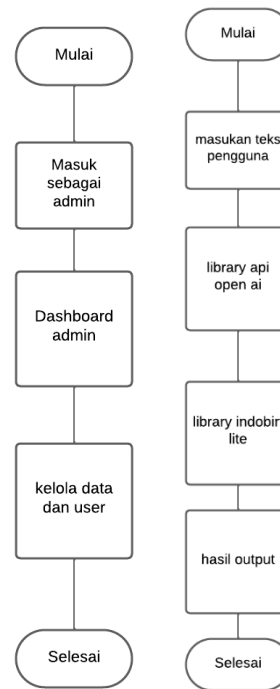 Mulai
Masuk
sebagai
admin
Dashboard
admin
kelola data
dan user
Selesai
Mulai
masukan teks
pengguna
library api
open ai
library
lite
hasil output
Selesai